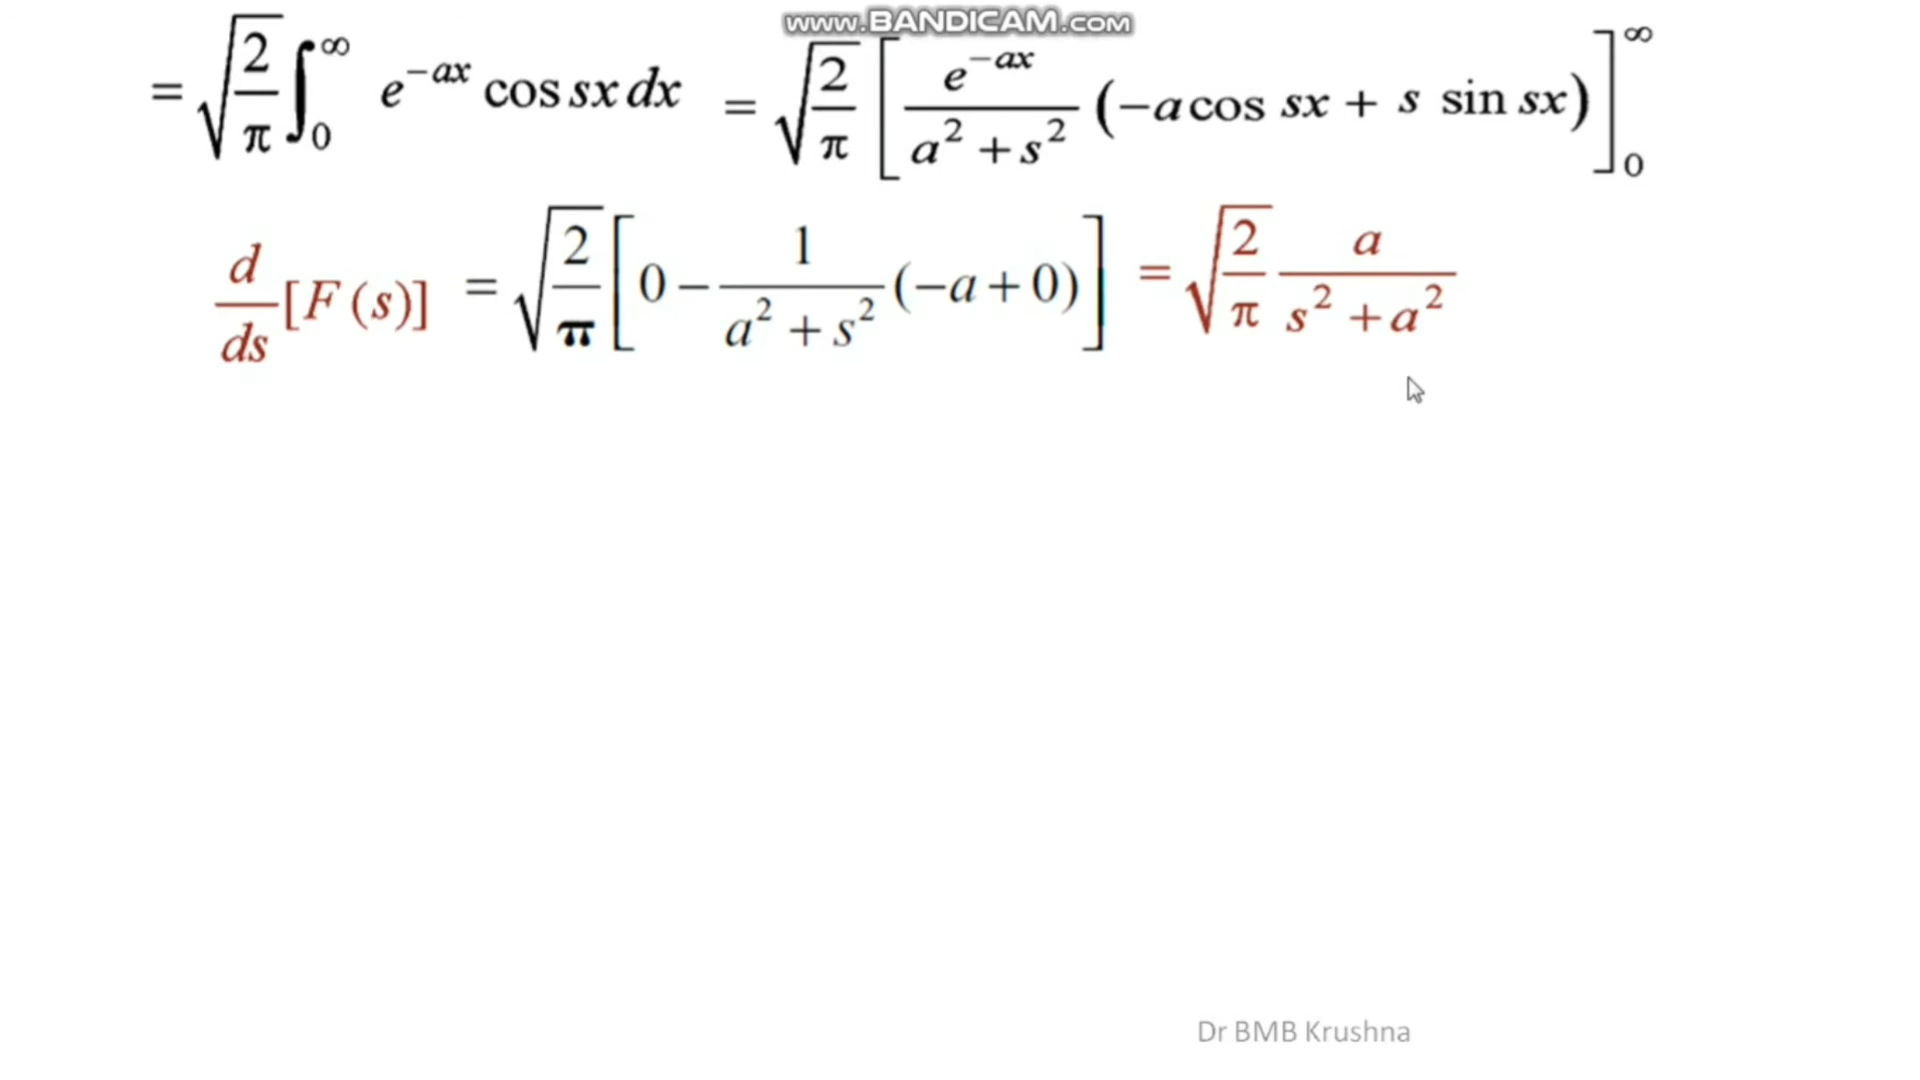 www.BANDICAM.com
= √(2/π) ∫₀^∞ e^{−ax} cos sx dx = √(2/π) [ e^{−ax} / (a² + s²) (−a cos sx + s sin sx) ]₀^∞
d/ds [F(s)] = √(2/π) [ 0 − 1/(a² + s²) (−a + 0) ] = √(2/π) a/(s² + a²)
Dr BMB Krushna